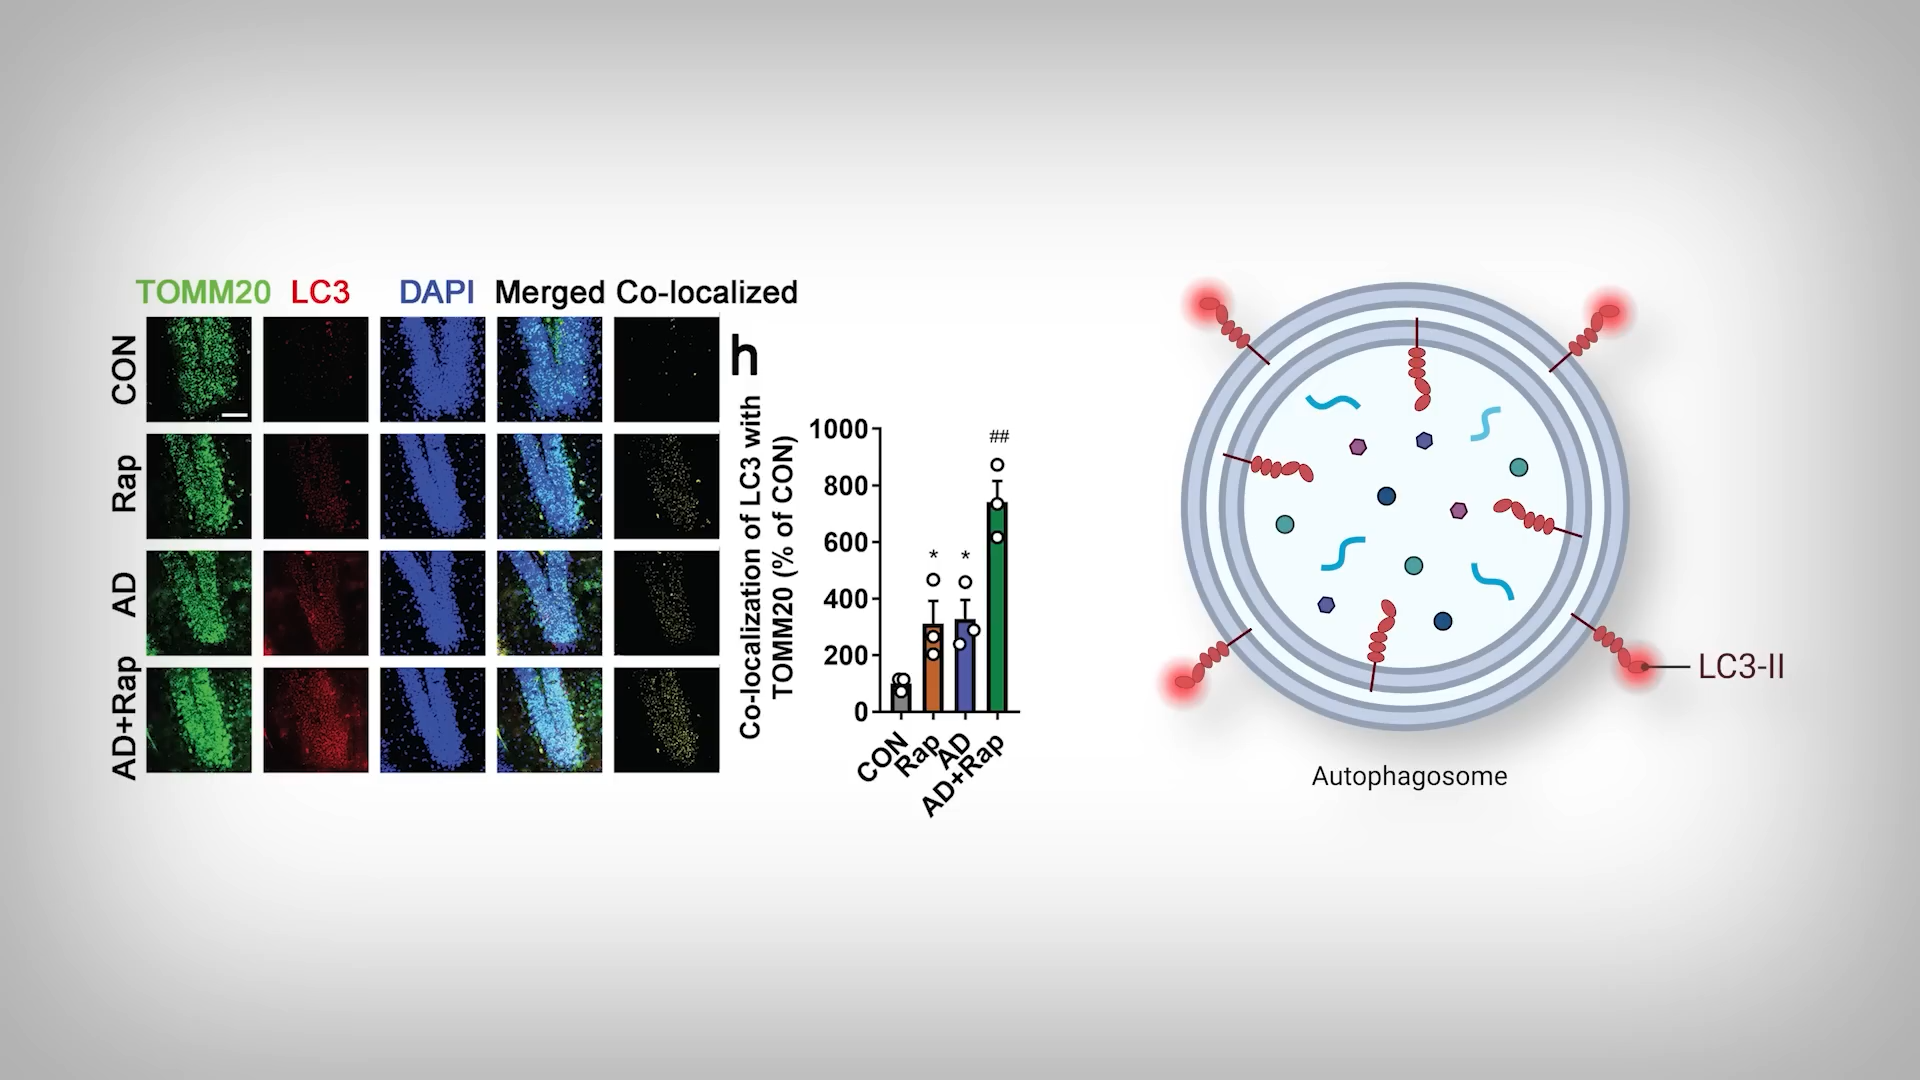 TOMM20 LC3 DAPI Merged Co-localized
CON
Rap
AD
AD+Rap
h
Co-localization of LC3 with
TOMM20 (% of CON)
1000
800
600
400
200
0
* * ##
CON
Rap
AD
AD+Rap
LC3-II
Autophagosome